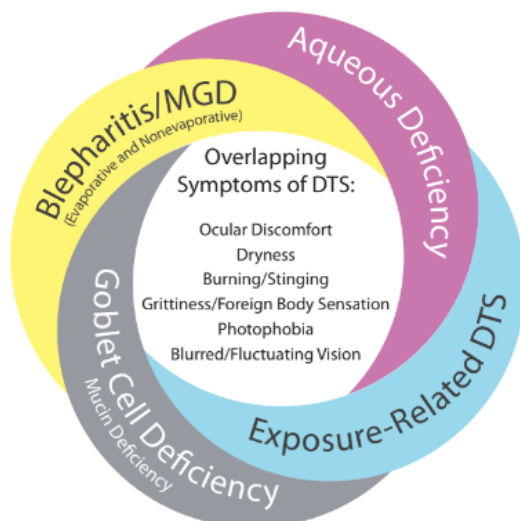 Aqueous Deficiency
Blepharitis/MGD
(Evaporative and Nonevaporative)
Overlapping
Symptoms of DTS:
Ocular Discomfort
Dryness
Burning/Stinging
Grittiness/Foreign Body Sensation
Photophobia
Blurred/Fluctuating Vision
Goblet Cell Deficiency
Mucin Deficiency
Exposure-Related DTS